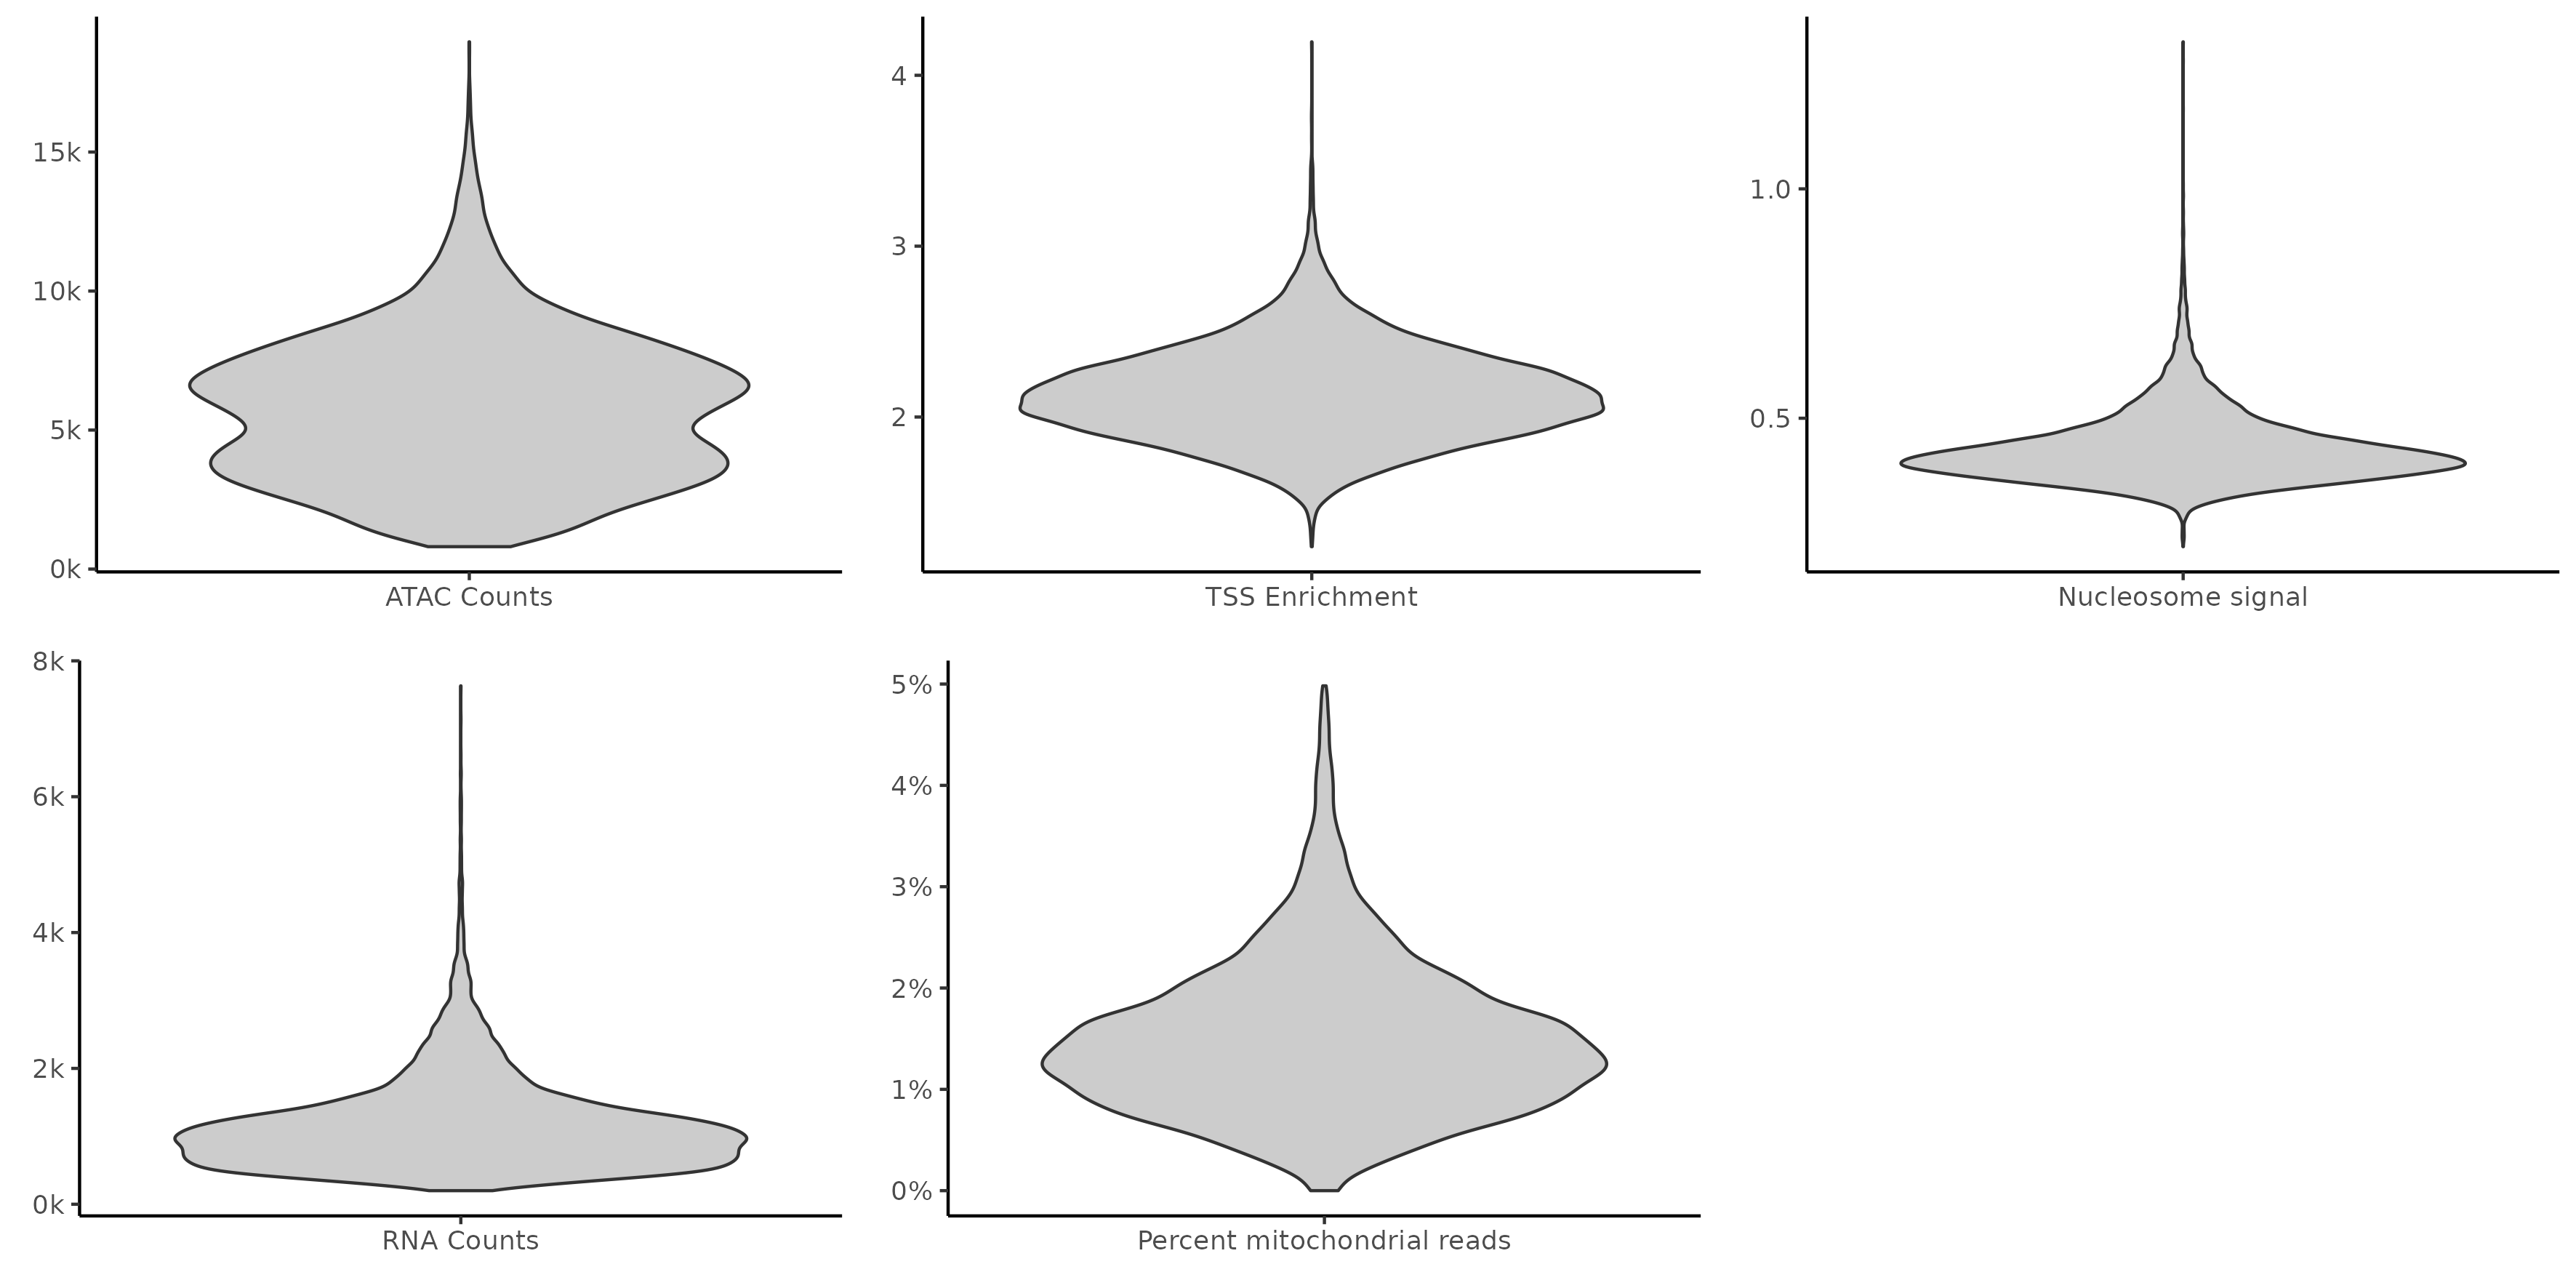 15k
10k
5k
0k
ATAC Counts
4
3
2
TSS Enrichment
1.0
0.5
Nucleosome signal
8k
6k
4k
2k
0k
RNA Counts
5%
4%
3%
2%
1%
0%
Percent mitochondrial reads